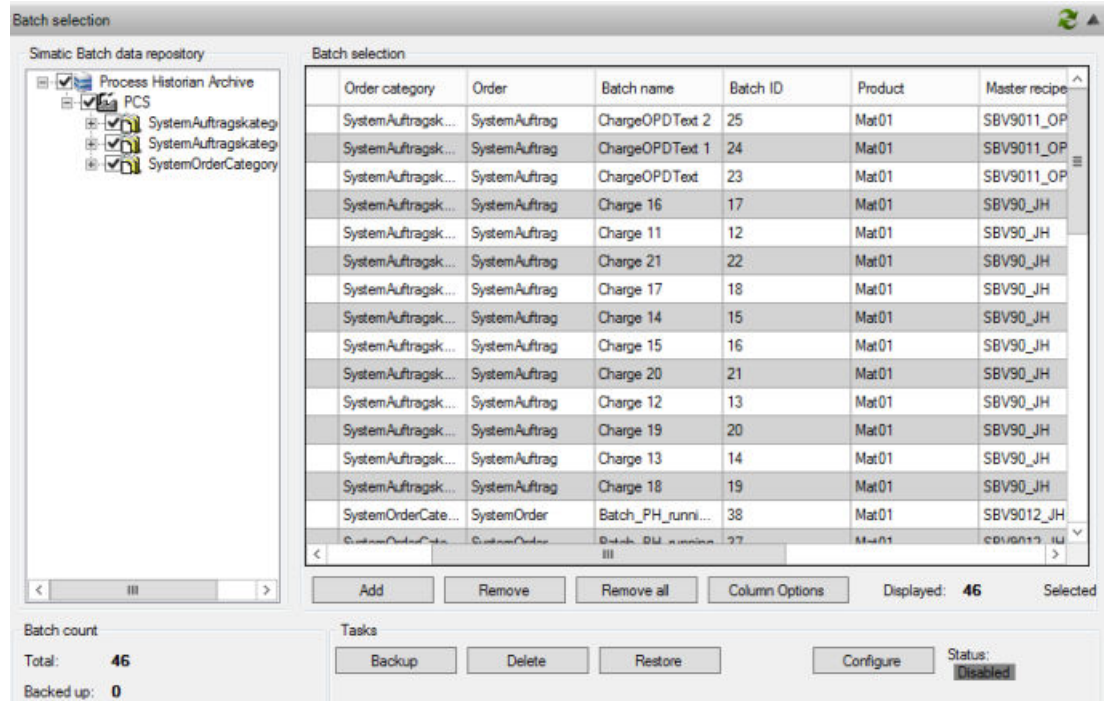 Batch selection
Simatic Batch data repository
Process Historian Archive
PCS
SystemAuftragskateg
SystemAuftragskateg
SystemOrderCategory
Batch selection
Order category Order Batch name Batch ID Product Master recipe
SystemAuftragsk... SystemAuftrag ChargeOPDText 2 25 Mat01 SBV9011_OP
SystemAuftragsk... SystemAuftrag ChargeOPDText 1 24 Mat01 SBV9011_OP
SystemAuftragsk... SystemAuftrag ChargeOPDText 23 Mat01 SBV9011_OP
SystemAuftragsk... SystemAuftrag Charge 16 17 Mat01 SBV90_JH
SystemAuftragsk... SystemAuftrag Charge 11 12 Mat01 SBV90_JH
SystemAuftragsk... SystemAuftrag Charge 21 22 Mat01 SBV90_JH
SystemAuftragsk... SystemAuftrag Charge 17 18 Mat01 SBV90_JH
SystemAuftragsk... SystemAuftrag Charge 14 15 Mat01 SBV90_JH
SystemAuftragsk... SystemAuftrag Charge 15 16 Mat01 SBV90_JH
SystemAuftragsk... SystemAuftrag Charge 20 21 Mat01 SBV90_JH
SystemAuftragsk... SystemAuftrag Charge 12 13 Mat01 SBV90_JH
SystemAuftragsk... SystemAuftrag Charge 19 20 Mat01 SBV90_JH
SystemAuftragsk... SystemAuftrag Charge 13 14 Mat01 SBV90_JH
SystemAuftragsk... SystemAuftrag Charge 18 19 Mat01 SBV90_JH
SystemOrderCate... SystemOrder Batch_PH_runni... 38 Mat01 SBV9012_JH
SystemOrderCate... SystemOrder Batch_PH_running 37 Mat01 SBV9012_JH
Add Remove Remove all Column Options Displayed: 46 Selected
Batch count
Total: 46
Backed up: 0
Tasks
Backup Delete Restore Configure Status:
Disabled